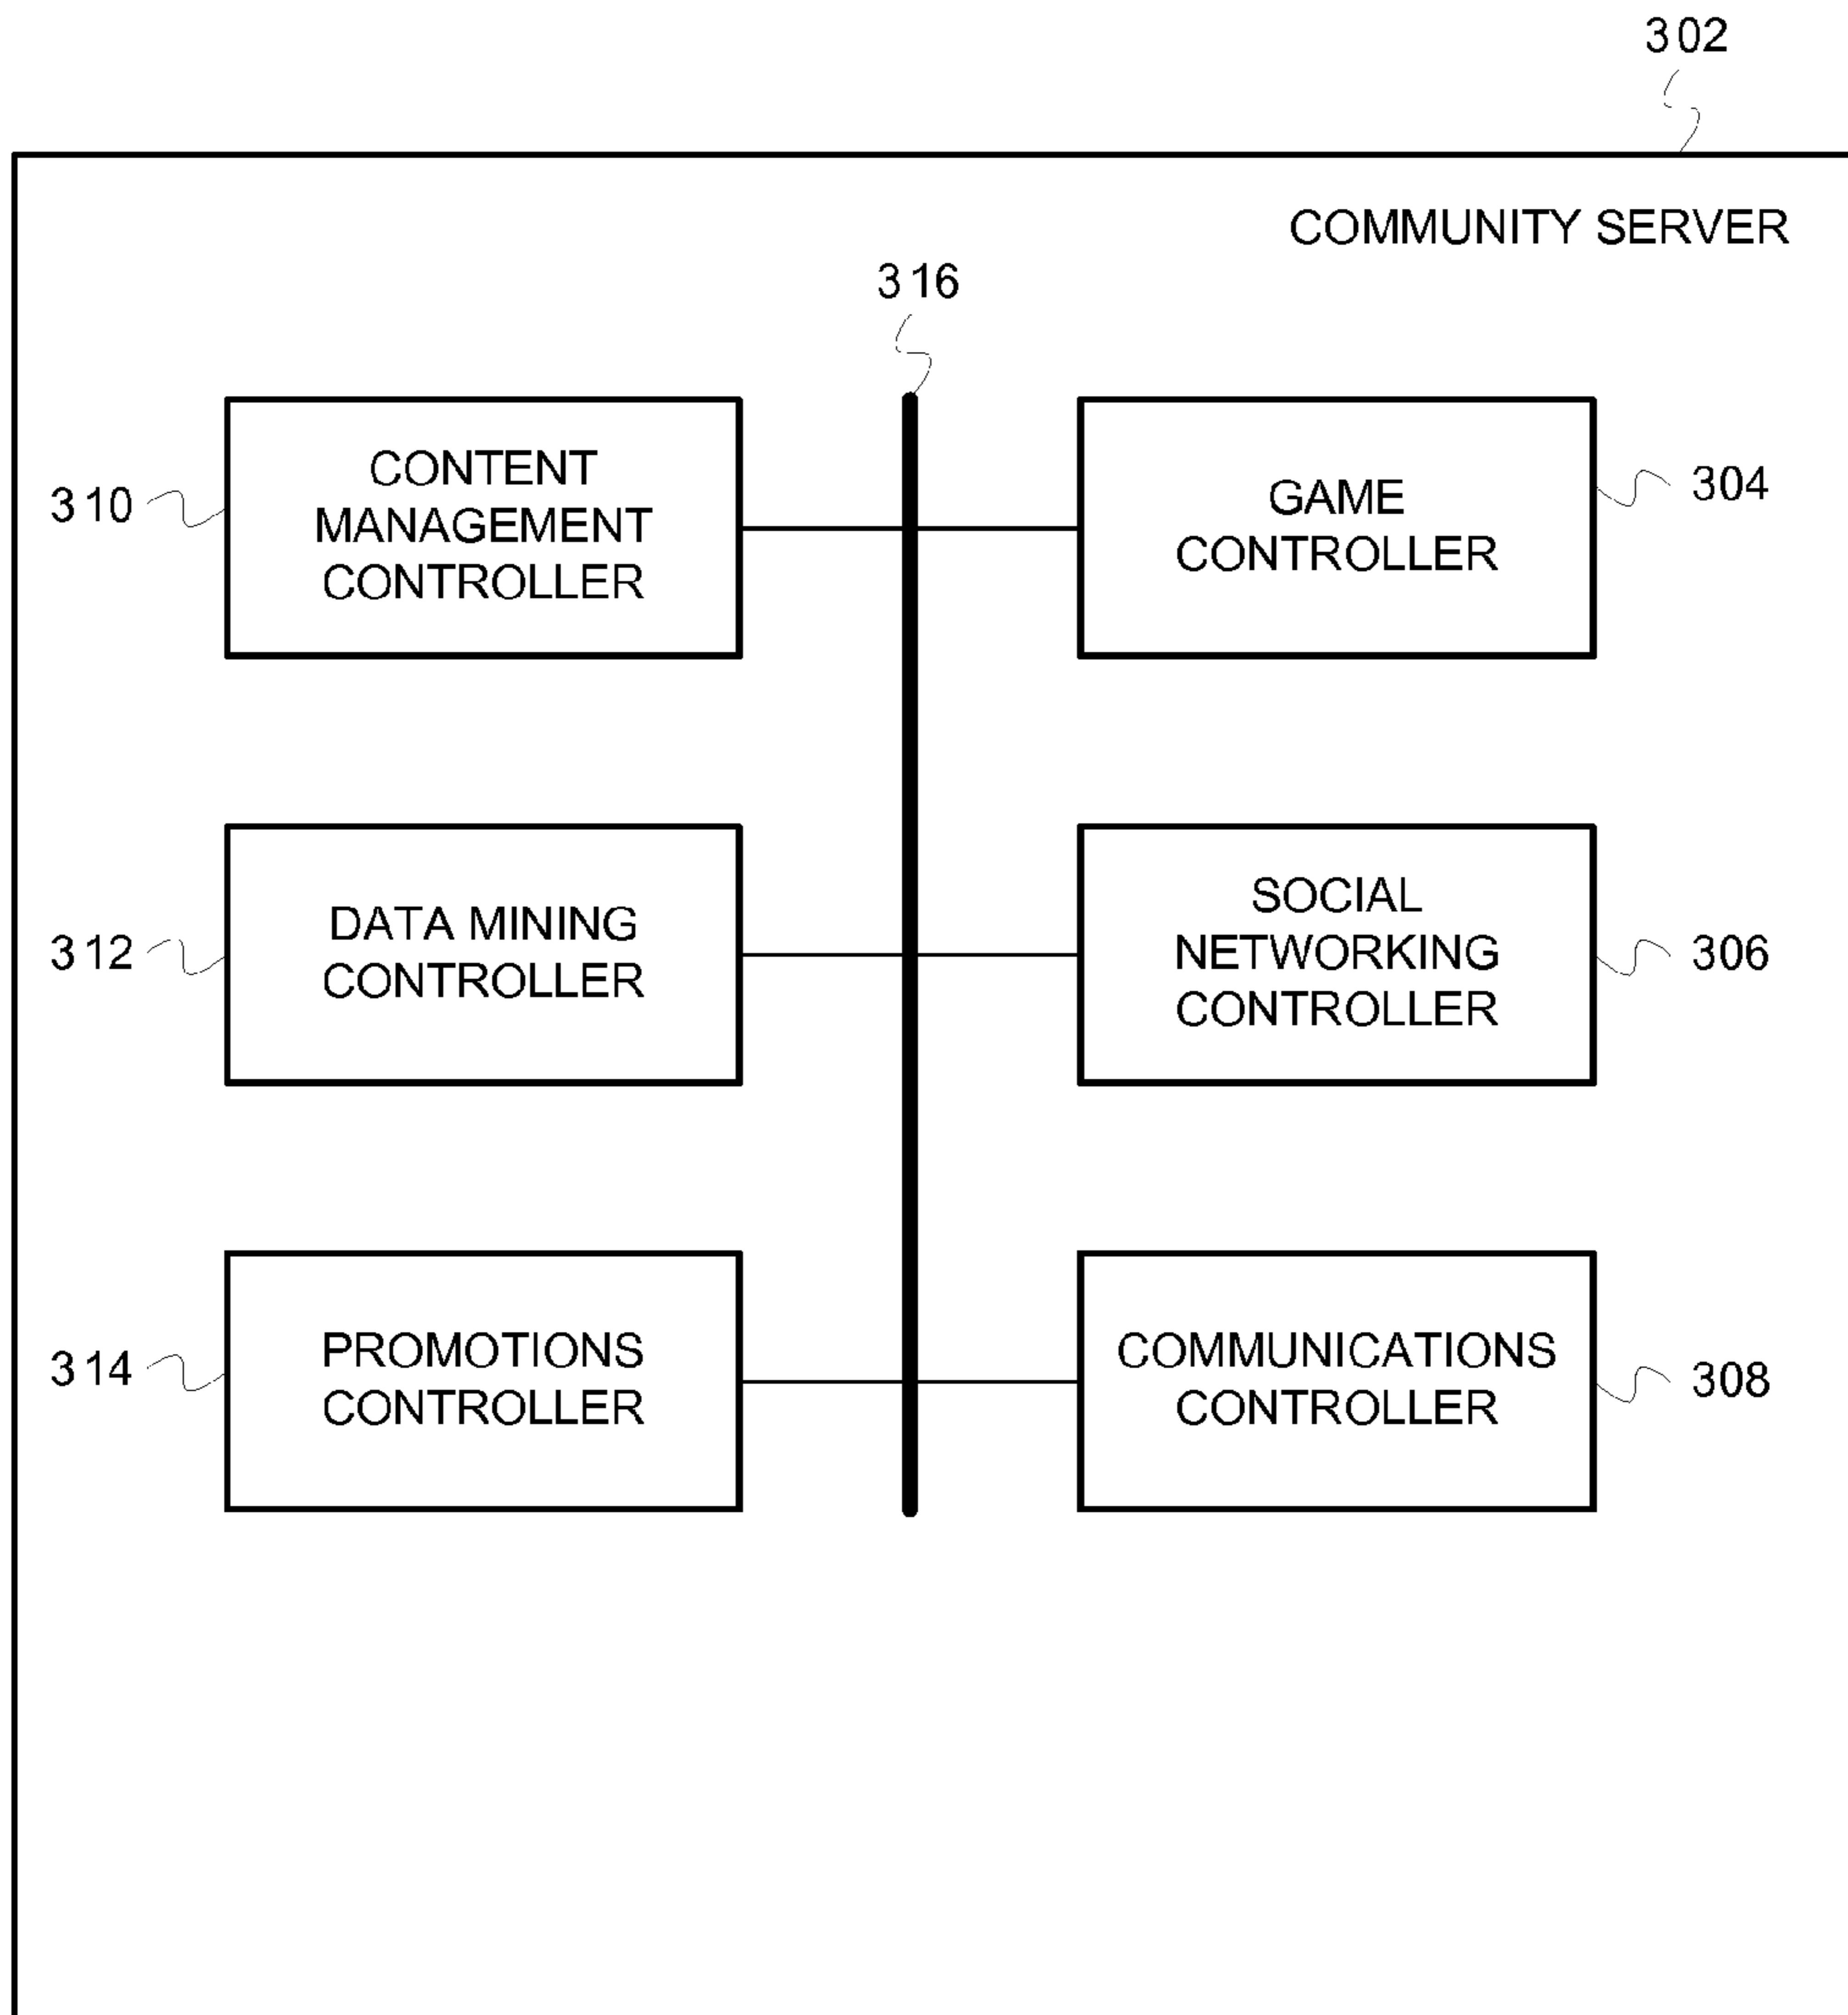 302
COMMUNITY SERVER
316
CONTENT
MANAGEMENT
CONTROLLER
310
GAME
CONTROLLER
304
DATA MINING
CONTROLLER
312
SOCIAL
NETWORKING
CONTROLLER
306
PROMOTIONS
CONTROLLER
314
COMMUNICATIONS
CONTROLLER
308